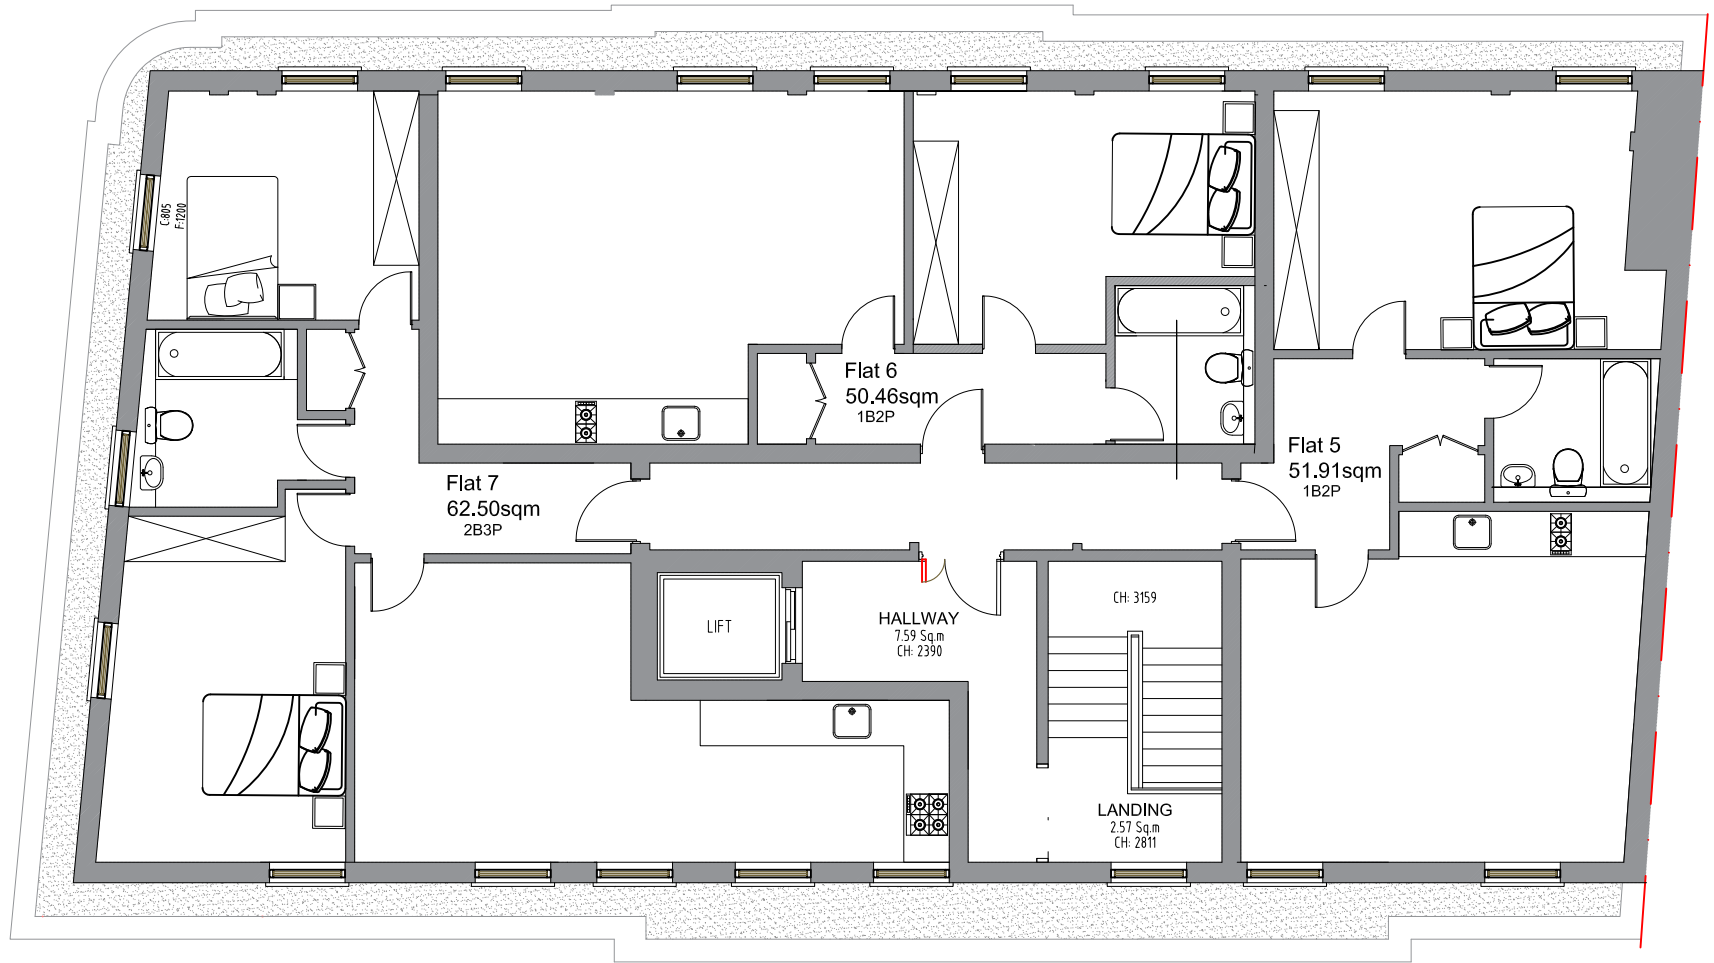 C:805
F:1200
Flat 6
50.46sqm
1B2P
Flat 5
51.91sqm
1B2P
Flat 7
62.50sqm
2B3P
LIFT
HALLWAY
7.59 Sq.m
CH: 2390
CH: 3159
LANDING
2.57 Sq.m
CH: 2811